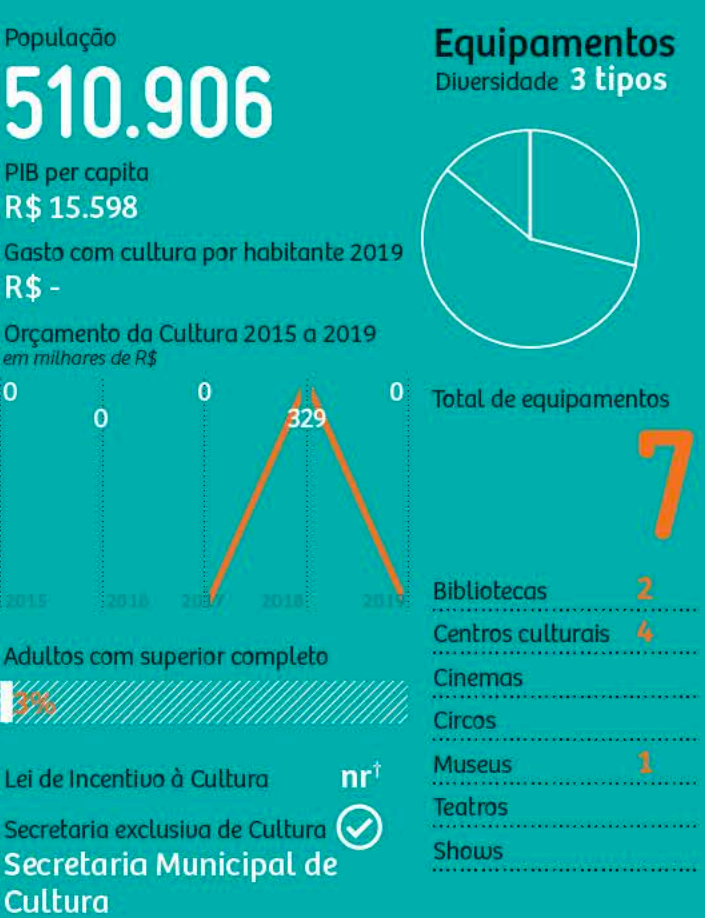 População
510.906
PIB per capita
R$ 15.598
Gasto com cultura por habitante 2019
R$ -
Orçamento da Cultura 2015 a 2019
em milhares de R$
0
0
0
329
0
2015
2016
2017
2018
2019
Adultos com superior completo
3%
Lei de Incentivo à Cultura nr†
Secretaria exclusiva de Cultura
Secretaria Municipal de
Cultura
Equipamentos
Diversidade 3 tipos
Total de equipamentos
7
Bibliotecas 2
Centros culturais 4
Cinemas
Circos
Museus 1
Teatros
Shows